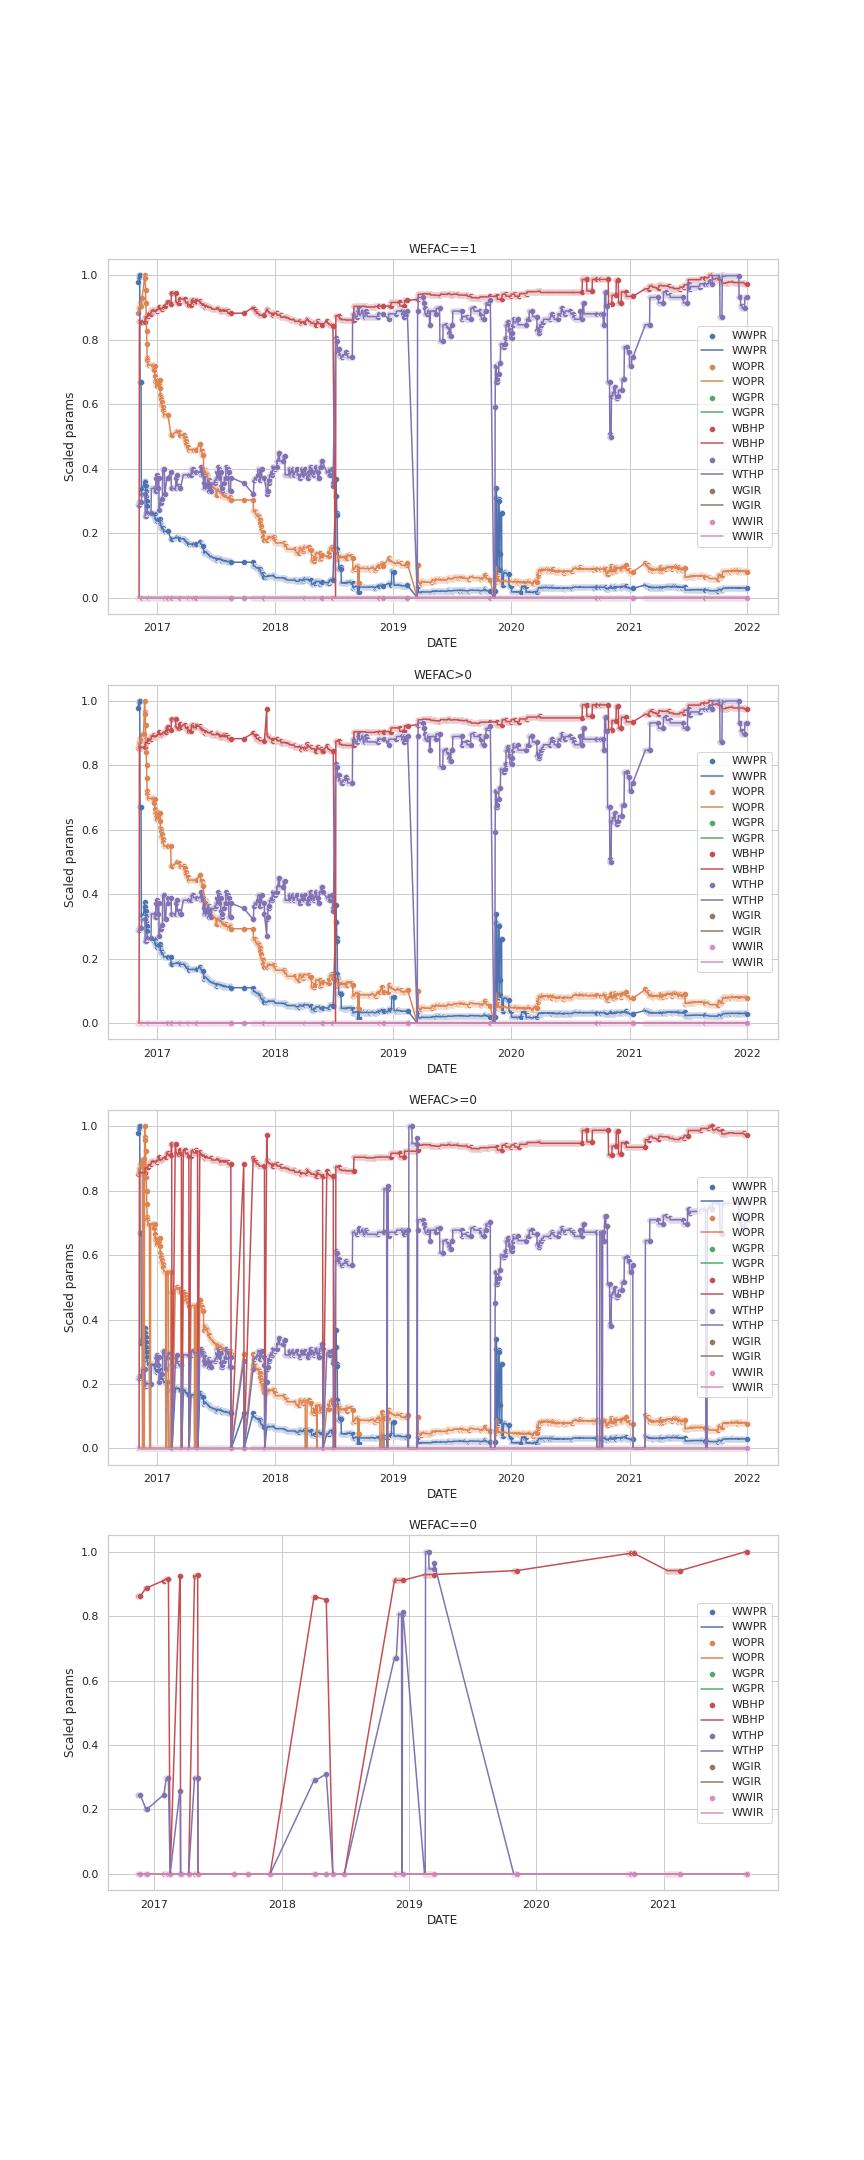 WEFAC==1
1.0
0.8
0.6
0.4
0.2
0.0
Scaled params
WWPR
WWPR
WOPR
WOPR
WGPR
WGPR
WBHP
WBHP
WTHP
WTHP
WGIR
WGIR
WWIR
WWIR
2017 2018 2019 2020 2021 2022
DATE
WEFAC>0
1.0
0.8
0.6
0.4
0.2
0.0
Scaled params
WWPR
WWPR
WOPR
WOPR
WGPR
WGPR
WBHP
WBHP
WTHP
WTHP
WGIR
WGIR
WWIR
WWIR
2017 2018 2019 2020 2021 2022
DATE
WEFAC>=0
1.0
0.8
0.6
0.4
0.2
0.0
Scaled params
WWPR
WWPR
WOPR
WOPR
WGPR
WGPR
WBHP
WBHP
WTHP
WTHP
WGIR
WGIR
WWIR
WWIR
2017 2018 2019 2020 2021 2022
DATE
WEFAC==0
1.0
0.8
0.6
0.4
0.2
0.0
Scaled params
WWPR
WWPR
WOPR
WOPR
WGPR
WGPR
WBHP
WBHP
WTHP
WTHP
WGIR
WGIR
WWIR
WWIR
2017 2018 2019 2020 2021
DATE